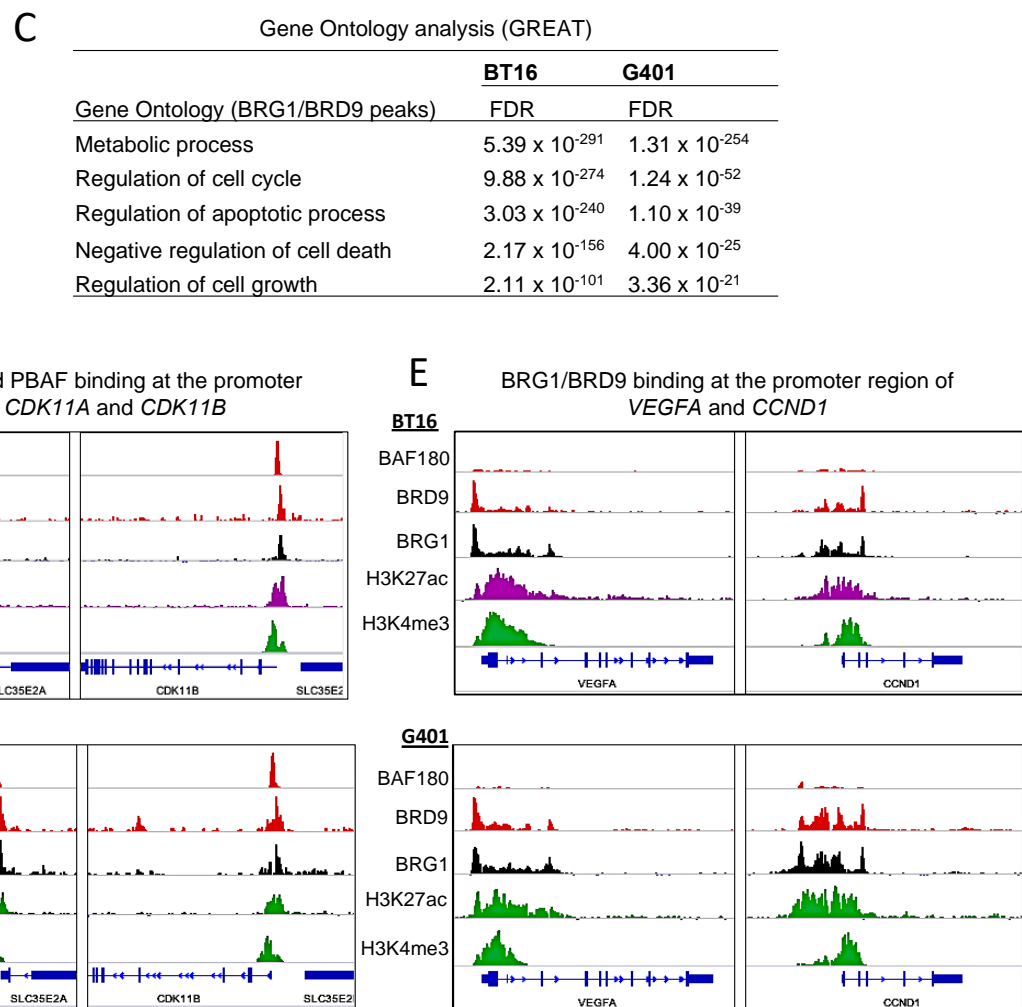 C
Gene Ontology analysis (GREAT)
BT16 G401
Gene Ontology (BRG1/BRD9 peaks) FDR FDR
Metabolic process 5.39 x 10-291 1.31 x 10-254
Regulation of cell cycle 9.88 x 10-274 1.24 x 10-52
Regulation of apoptotic process 3.03 x 10-240 1.10 x 10-39
Negative regulation of cell death 2.17 x 10-156 4.00 x 10-25
Regulation of cell growth 2.11 x 10-101 3.36 x 10-21
PBAF binding at the promoter
CDK11A and CDK11B
LC35E2A CDK11B SLC35E2
SLC35E2A CDK11B SLC35E2
E
BRG1/BRD9 binding at the promoter region of
VEGFA and CCND1
BT16
BAF180
BRD9
BRG1
H3K27ac
H3K4me3
VEGFA CCND1
G401
BAF180
BRD9
BRG1
H3K27ac
H3K4me3
VEGFA CCND1